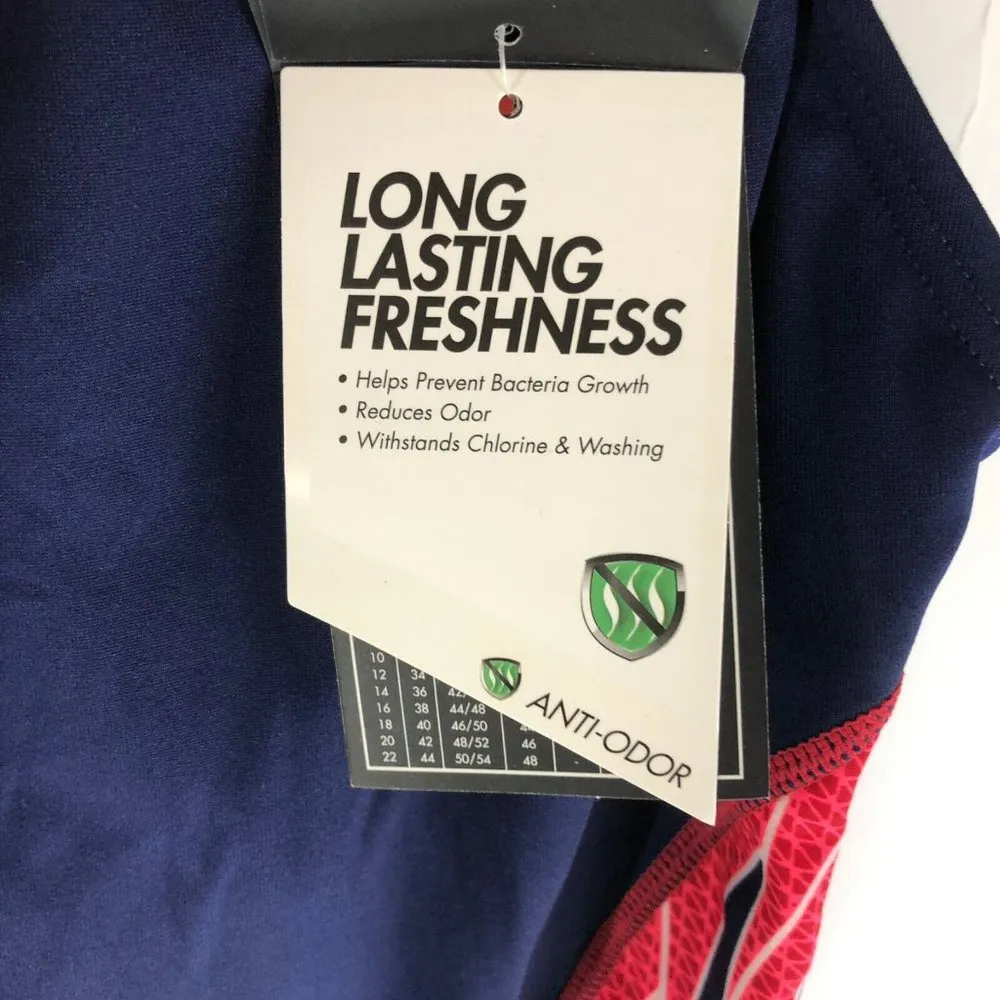 LONG
LASTING
FRESHNESS
• Helps Prevent Bacteria Growth
• Reduces Odor
• Withstands Chlorine & Washing
ANTI-ODOR
10
12 34
14 36
16 38 44/48
18 40 46/50
20 42 48/52 46
22 44 50/54 48 -